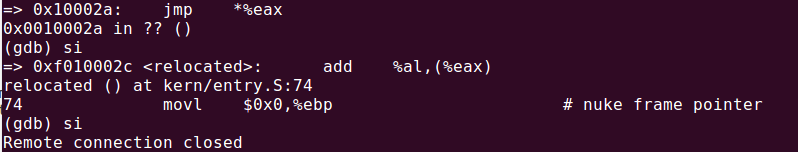 => 0x10002a:    jmp    *%eax
0x0010002a in ?? ()
(gdb) si
=> 0xf010002c <relocated>:      add    %al,(%eax)
relocated () at kern/entry.S:74
74              movl    $0x0,%ebp                       # nuke frame pointer
(gdb) si
Remote connection closed